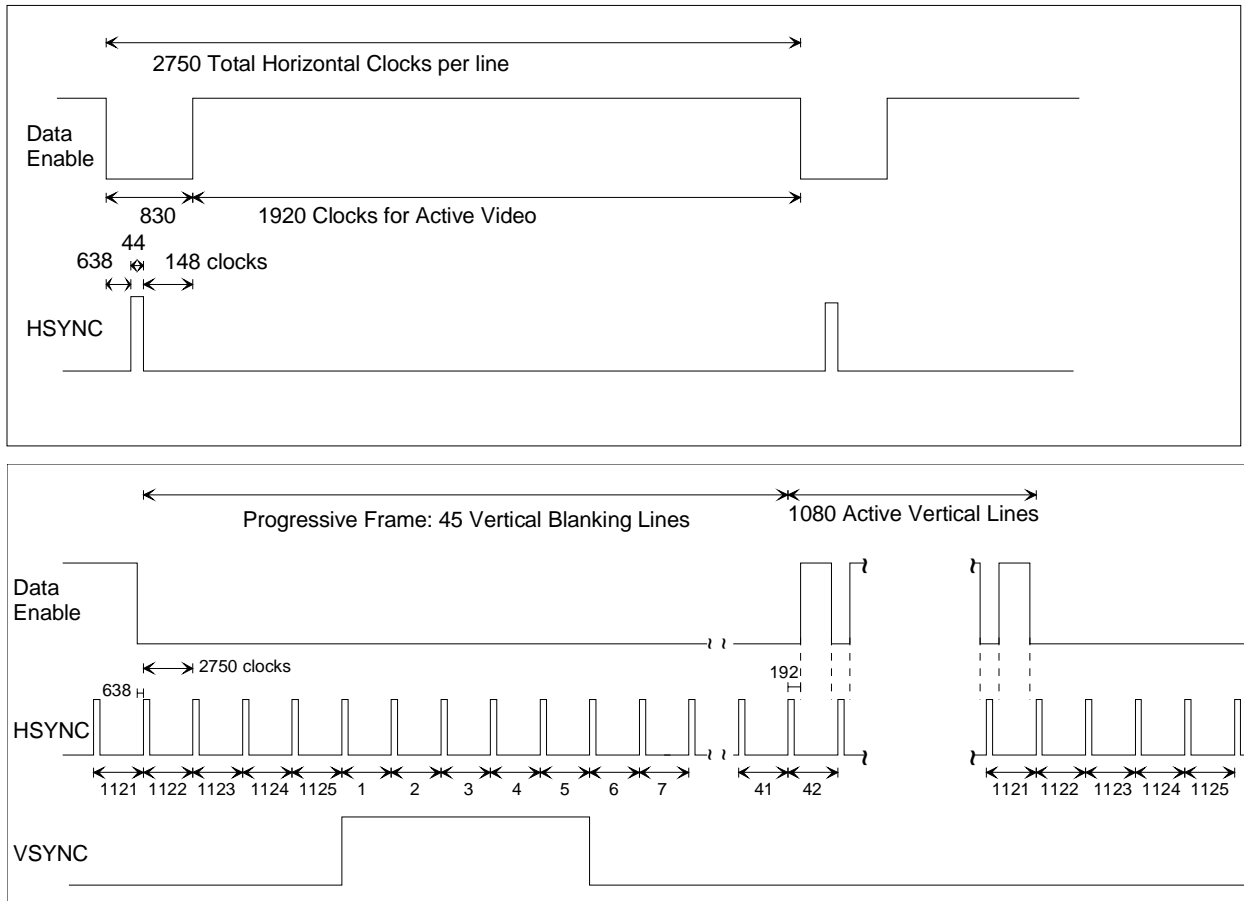 2750 Total Horizontal Clocks per line
Data
Enable
830
1920 Clocks for Active Video
44
638
148 clocks
HSYNC
Progressive Frame: 45 Vertical Blanking Lines
1080 Active Vertical Lines
Data
Enable
2750 clocks
192
638
HSYNC
1121 1122 1123 1124 1125 1 2 3 4 5 6 7 41 42 1121 1122 1123 1124 1125
VSYNC